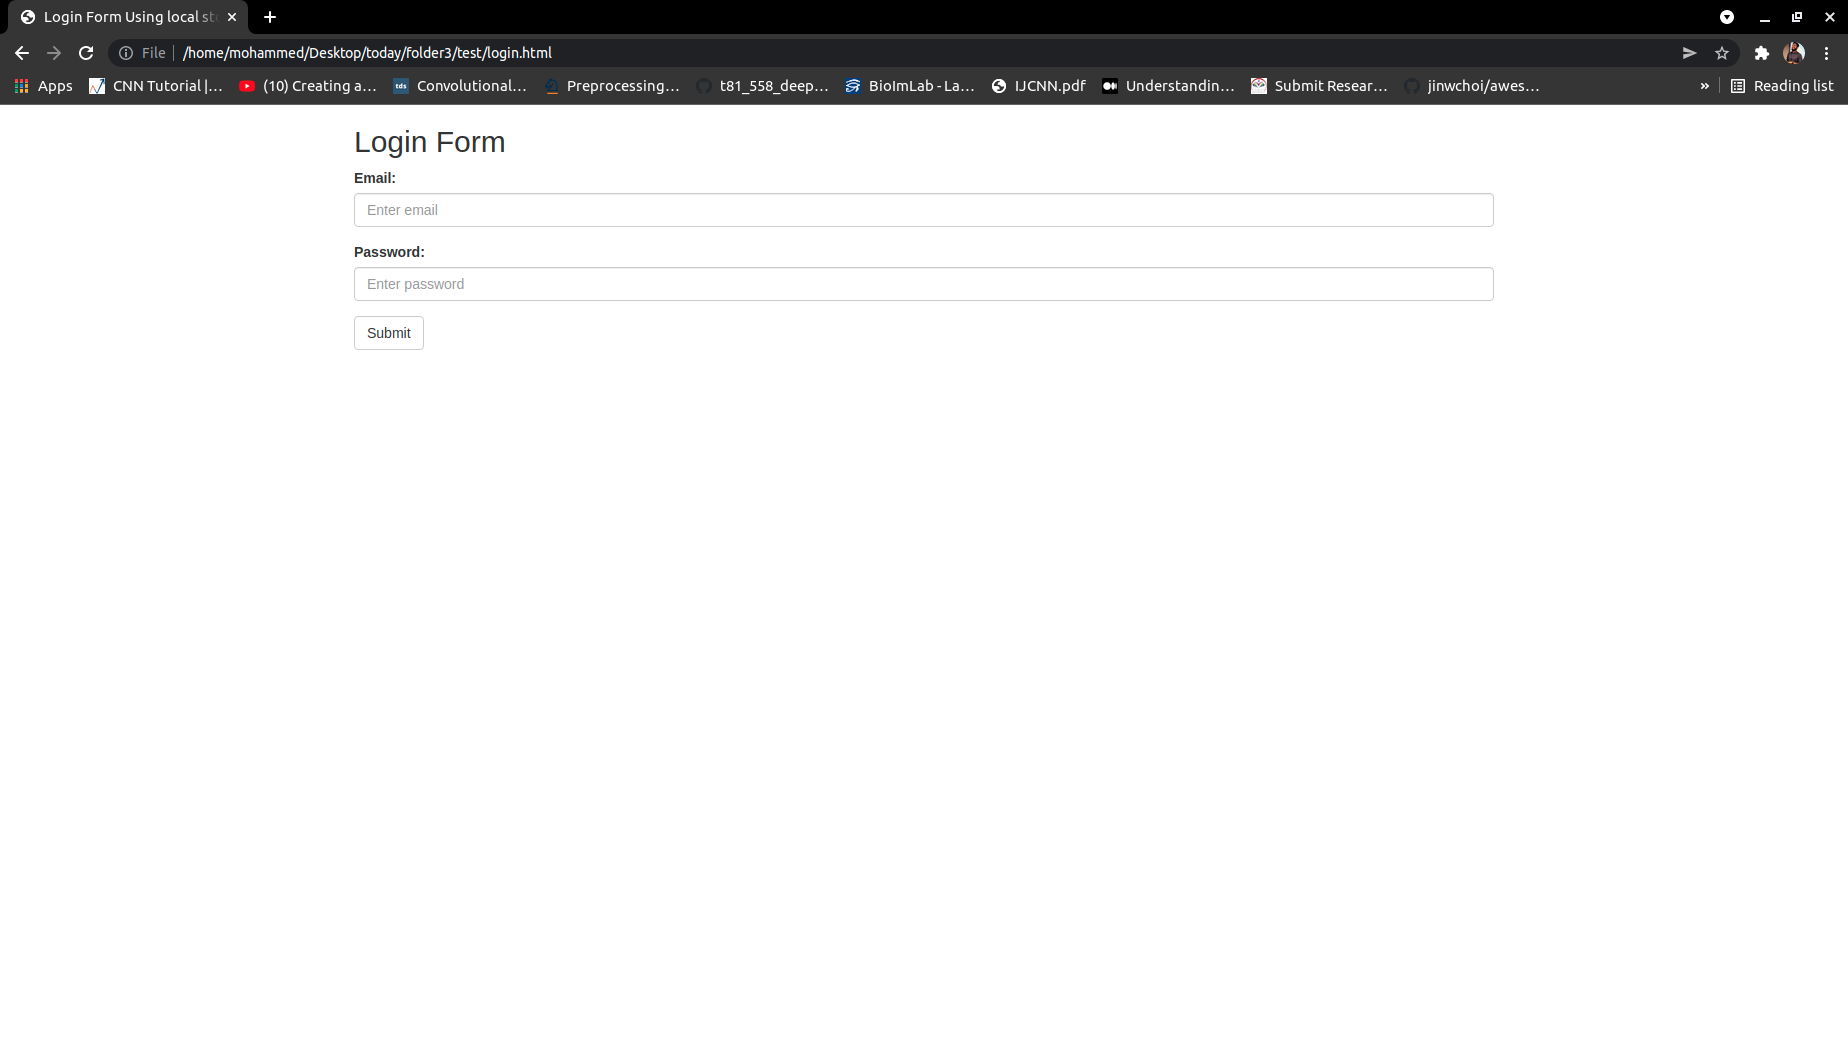 Login Form Using local st
File /home/mohammed/Desktop/today/folder3/test/login.html
Apps CNN Tutorial |... (10) Creating a... Convolutional... Preprocessing... t81_558_deep... BioImLab - La... IJCNN.pdf Understandin... Submit Resear... jinwchoi/awes... » Reading list
Login Form
Email:
Enter email
Password:
Enter password
Submit